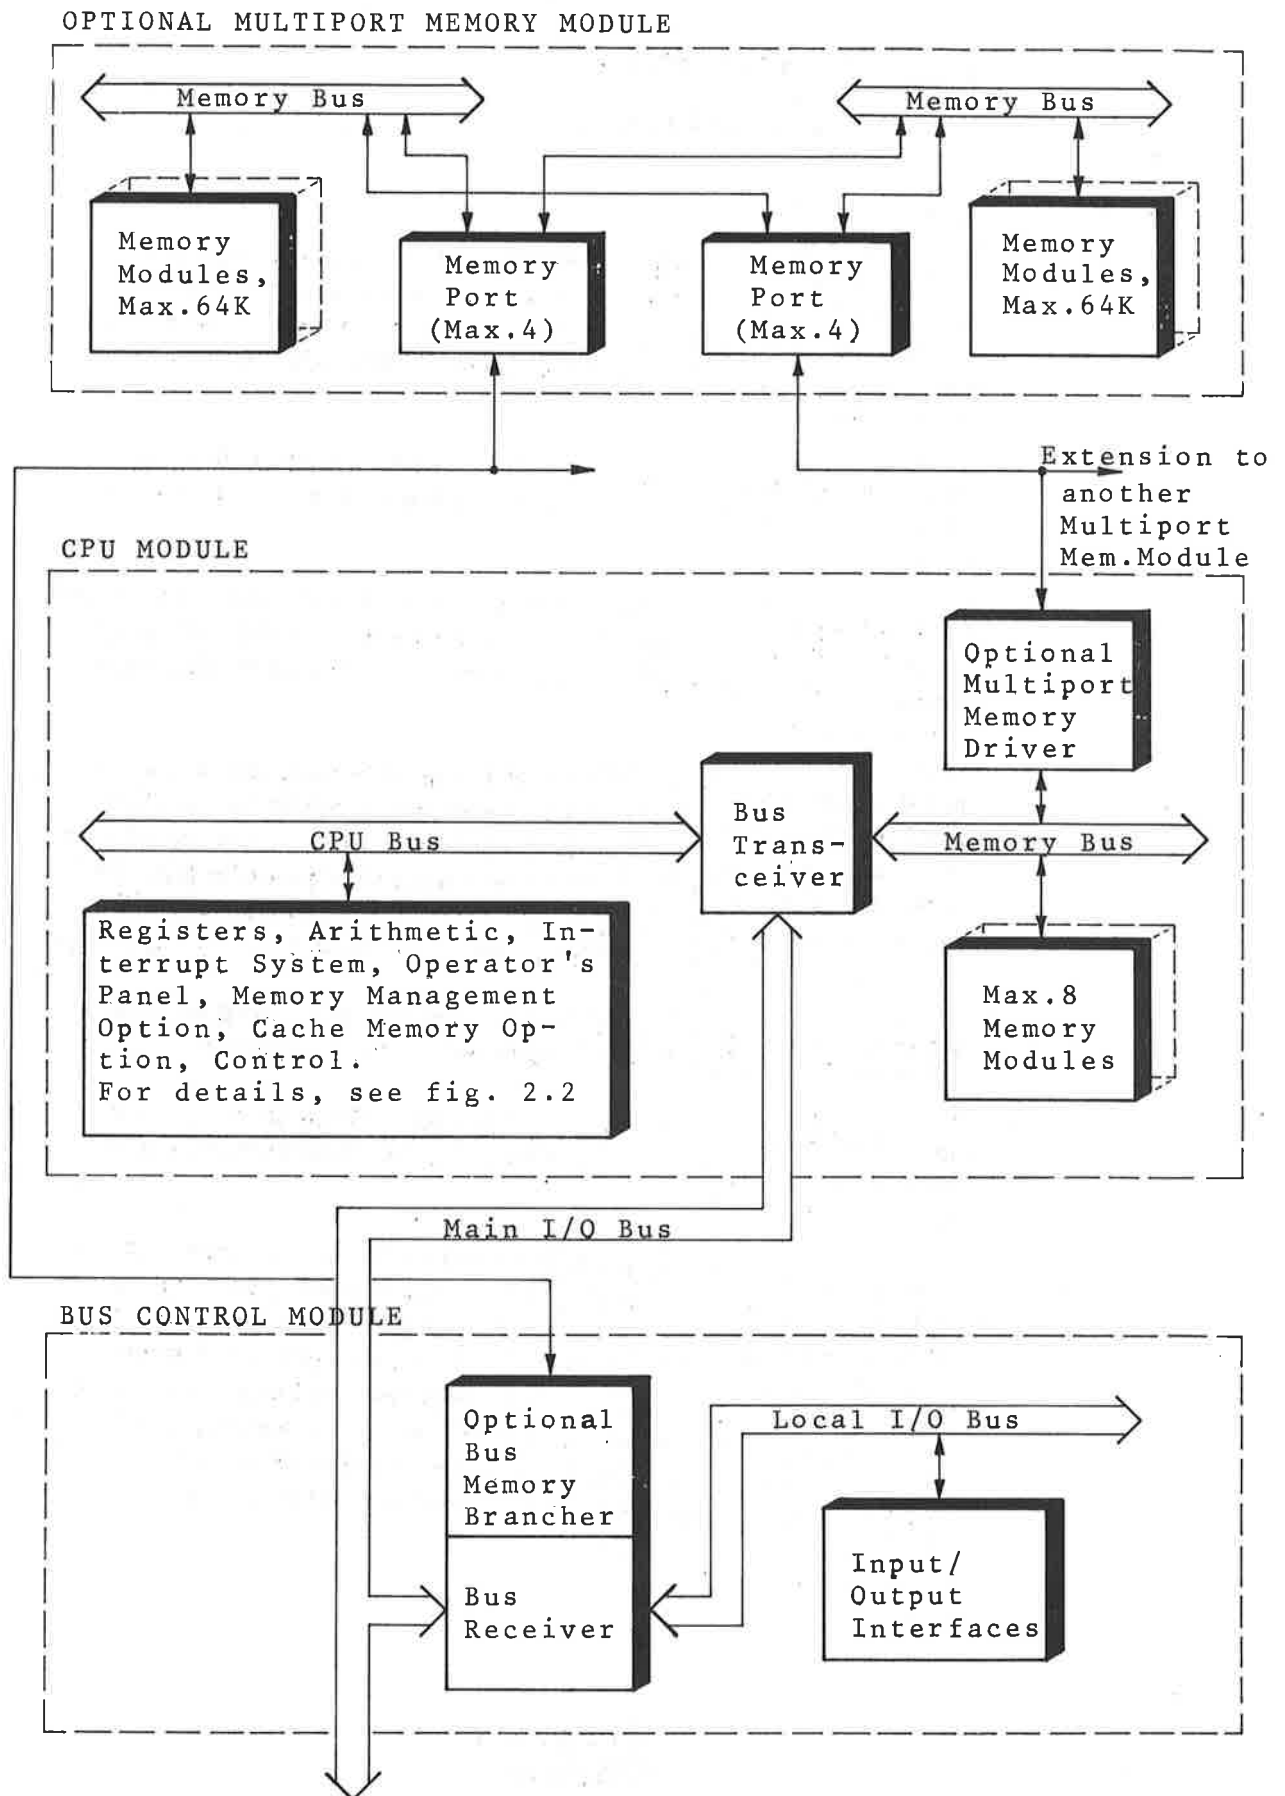 OPTIONAL MULTIPORT MEMORY MODULE
Memory Bus
Memory Bus
Memory
Modules,
Max.64K
Memory
Port
(Max.4)
Memory
Port
(Max.4)
Memory
Modules,
Max.64K
Extension to
another
Multiport
Mem.Module
CPU MODULE
Optional
Multiport
Memory
Driver
Bus
Trans-
ceiver
CPU Bus
Memory Bus
Registers, Arithmetic, In-
terrupt System, Operator's
Panel, Memory Management
Option, Cache Memory Op-
tion, Control.
For details, see fig. 2.2
Max.8
Memory
Modules
Main I/O Bus
BUS CONTROL MODULE
Optional
Bus
Memory
Brancher
Bus
Receiver
Local I/O Bus
Input/
Output
Interfaces